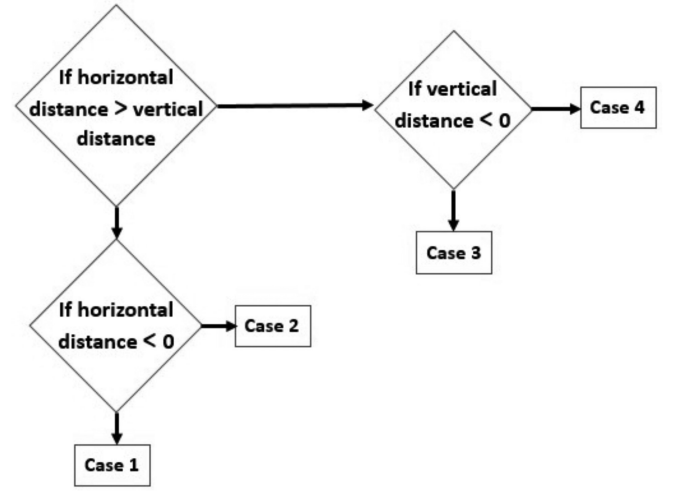 If horizontal
distance > vertical
distance
If vertical
distance < 0
Case 4
Case 3
If horizontal
distance < 0
Case 2
Case 1